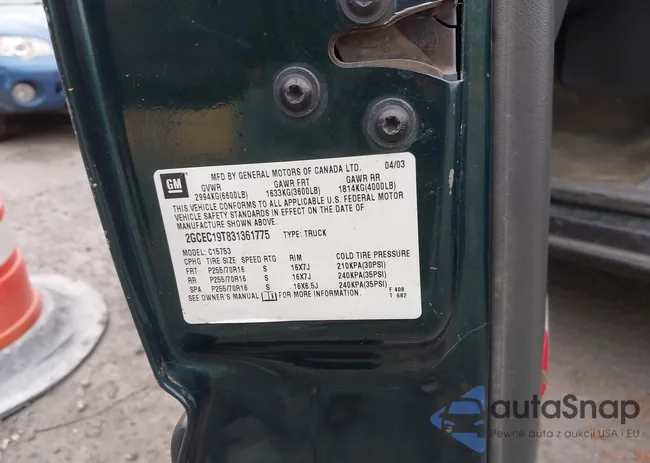 GM
MFD BY GENERAL MOTORS OF CANADA LTD. 04/03
GVWR GAWR FRT GAWR RR
2994KG(6600LB) 1633KG(3600LB) 1814KG(4000LB)
THIS VEHICLE CONFORMS TO ALL APPLICABLE U.S. FEDERAL MOTOR
VEHICLE SAFETY STANDARDS IN EFFECT ON THE DATE OF
MANUFACTURE SHOWN ABOVE.
2GCEC19T831361775 TYPE: TRUCK
MODEL: C15753
CPHG TIRE SIZE SPEED RTG RIM COLD TIRE PRESSURE
FRT P255/70R16 S 16X7J 210KPA(30PSI)
RR P255/70R16 S 16X7J 240KPA(35PSI)
SPA P255/70R16 S 16X6.5J 240KPA(35PSI)
SEE OWNER'S MANUAL FOR MORE INFORMATION.
F 408
T 602
autaSnap
Pewne auta z aukcji USA i EU